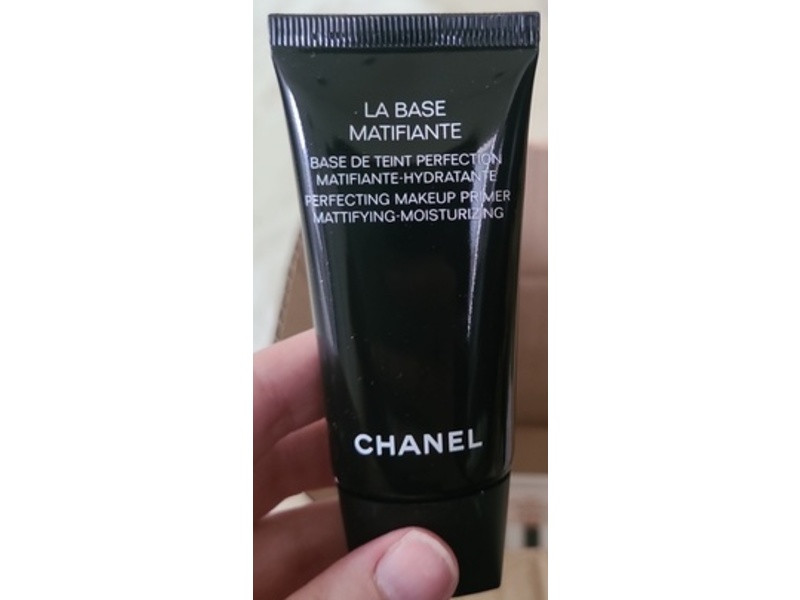 LA BASE
MATIFIANTE
BASE DE TEINT PERFECTION
MATIFIANTE-HYDRATANTE
PERFECTING MAKEUP PRIMER
MATTIFYING-MOISTURIZING
CHANEL